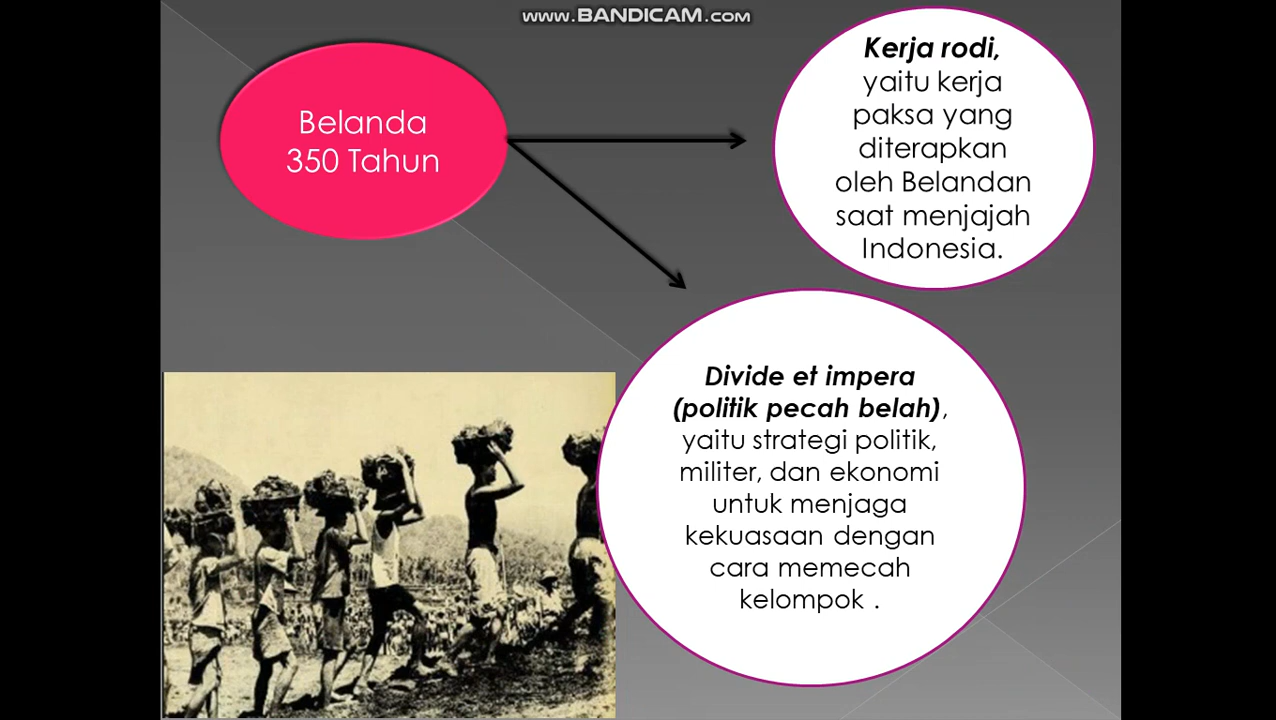 www.BANDICAM.com
Belanda
350 Tahun
Kerja rodi,
yaitu kerja
paksa yang
diterapkan
oleh Belandan
saat menjajah
Indonesia.
Divide et impera
(politik pecah belah),
yaitu strategi politik,
militer, dan ekonomi
untuk menjaga
kekuasaan dengan
cara memecah
kelompok .